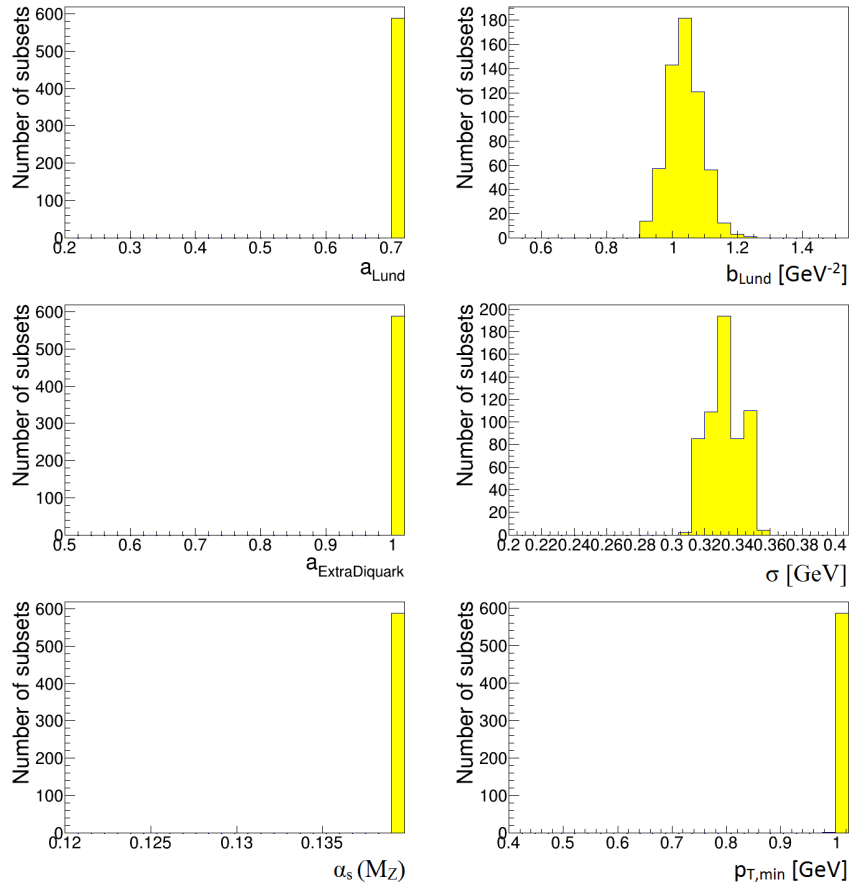 Number of subsets
600
500
400
300
200
100
0
0.2 0.3 0.4 0.5 0.6 0.7
a_Lund
Number of subsets
180
160
140
120
100
80
60
40
20
0
0.6 0.8 1 1.2 1.4
b_Lund [GeV^-2]
Number of subsets
600
500
400
300
200
100
0
0.5 0.6 0.7 0.8 0.9 1
a_ExtraDiquark
Number of subsets
200
180
160
140
120
100
80
60
40
20
0
0.2 0.220.240.260.28 0.3 0.320.340.360.38 0.4
σ [GeV]
Number of subsets
600
500
400
300
200
100
0
0.12 0.125 0.13 0.135
α_s (M_Z)
Number of subsets
600
500
400
300
200
100
0
0.4 0.5 0.6 0.7 0.8 0.9 1
p_T,min [GeV]